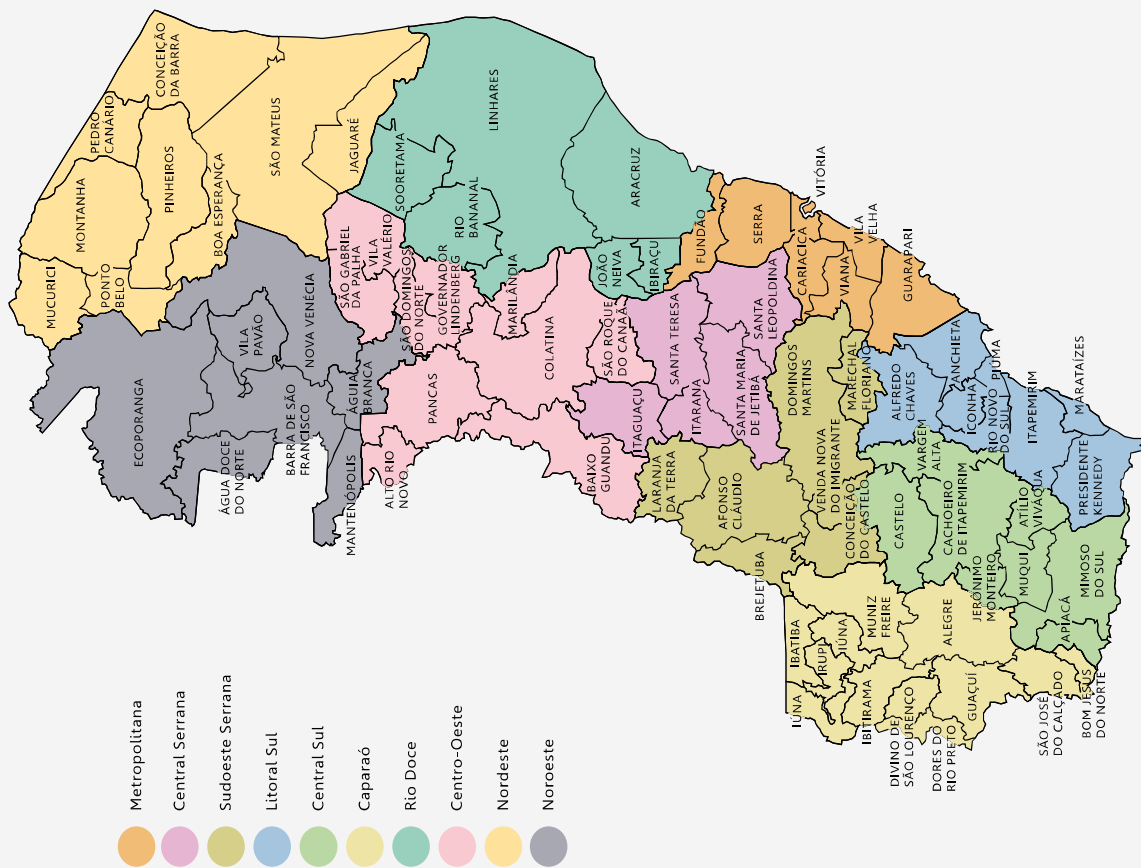 CONCEIÇÃO
DA BARRA
PEDRO
CANÁRIO
MONTANHA
PINHEIROS
MUCURICI
PONTO
BELO
BOA ESPERANÇA
SÃO MATEUS
JAGUARÉ
ECOPORANGA
VILA
PAVÃO
NOVA VENÉCIA
ÁGUA DOCE
DO NORTE
BARRA DE SÃO
FRANCISCO
ÁGUIA
BRANCA
MANTENÓPOLIS
SÃO GABRIEL
DA PALHA
VILA
VALÉRIO
SÃO DOMINGOS
DO NORTE
GOVERNADOR
LINDENBERG
ALTO RIO
NOVO
PANCAS
MARILÂNDIA
COLATINA
BAIXO
GUANDU
SÃO ROQUE
DO CANAÃ
SOORETAMA
LINHARES
RIO
BANANAL
ARACRUZ
JOÃO
NEIVA
IBIRAÇU
FUNDÃO
SERRA
VITÓRIA
CARIACICA
VIANA
VILA
VELHA
GUARAPARI
ITAGUAÇU
ITARANA
SANTA TERESA
SANTA MARIA
DE JETIBÁ
SANTA
LEOPOLDINA
LARANJA
DA TERRA
AFONSO
CLÁUDIO
BREJETUBA
DOMINGOS
MARTINS
MARECHAL
FLORIANO
VENDA NOVA
DO IMIGRANTE
CONCEIÇÃO
DO CASTELO
ALFREDO
CHAVES
ANCHIETA
ICONHA
PIÚMA
RIO NOVO
DO SUL
ITAPEMIRIM
MARATAÍZES
PRESIDENTE
KENNEDY
VARGEM
ALTA
CASTELO
CACHOEIRO
DE ITAPEMIRIM
ATÍLIO
VIVÁQUA
JERÔNIMO
MONTEIRO
MUQUI
MIMOSO
DO SUL
APIACÁ
IBATIBA
IRUPI
IÚNA
IÚNA
MUNIZ
FREIRE
IBITIRAMA
ALEGRE
DIVINO DE
SÃO LOURENÇO
DORES DO
RIO PRETO
GUAÇUÍ
SÃO JOSÉ
DO CALÇADO
BOM JESUS
DO NORTE
Metropolitana
Central Serrana
Sudoeste Serrana
Litoral Sul
Central Sul
Caparaó
Rio Doce
Centro-Oeste
Nordeste
Noroeste